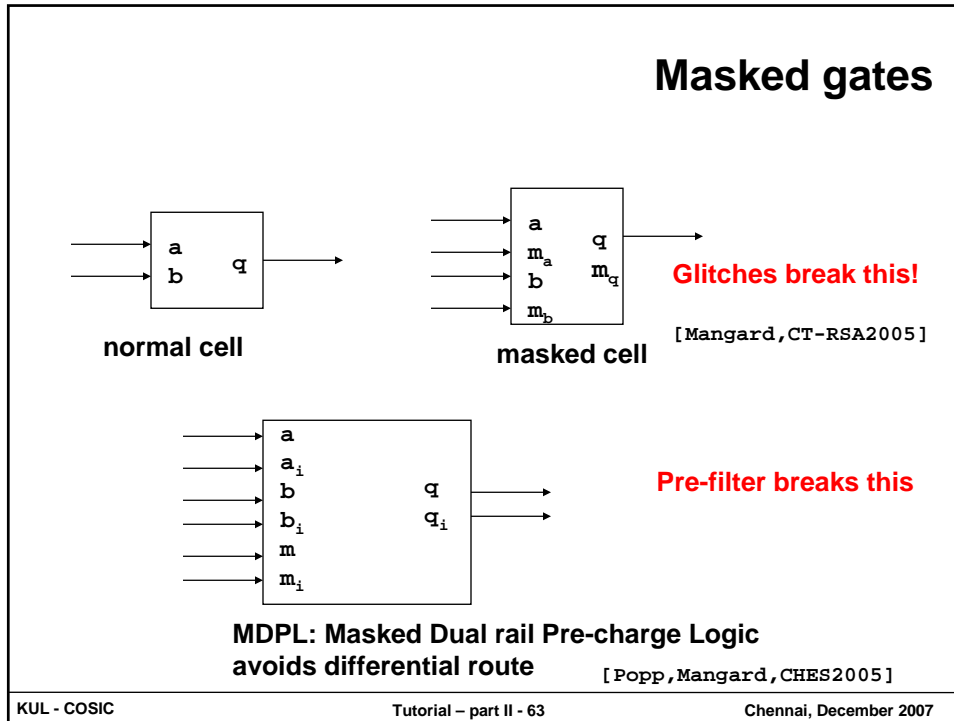 Masked gates
a
b
q
normal cell
a
mₐ
b
m_b
q
m_q
masked cell
Glitches break this!
[Mangard,CT-RSA2005]
a
aᵢ
b
bᵢ
m
mᵢ
q
qᵢ
Pre-filter breaks this
MDPL: Masked Dual rail Pre-charge Logic
avoids differential route
[Popp,Mangard,CHES2005]
KUL - COSIC
Tutorial – part II - 63
Chennai, December 2007